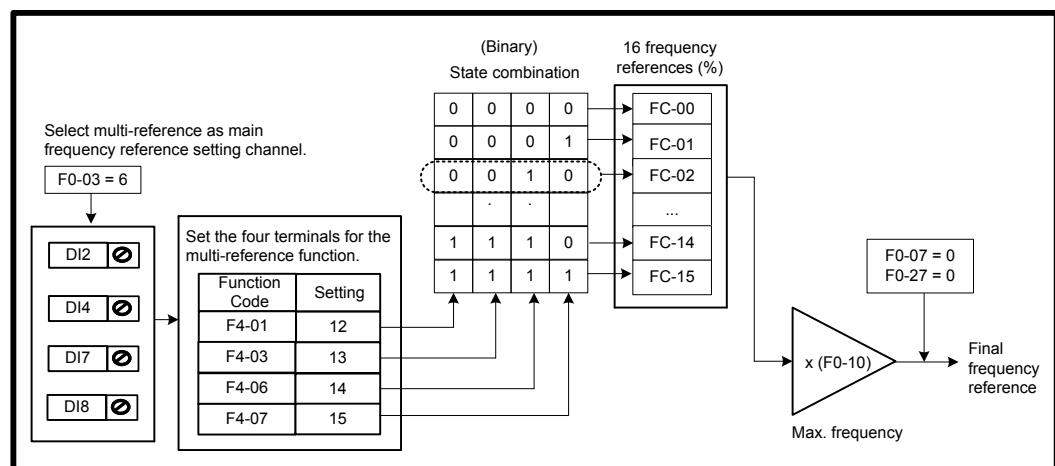 Select multi-reference as main
frequency reference setting channel.
F0-03 = 6
DI2
DI4
DI7
DI8
Set the four terminals for the
multi-reference function.
Function Code Setting
F4-01 12
F4-03 13
F4-06 14
F4-07 15
(Binary)
State combination
0 0 0 0
0 0 0 1
0 0 1 0
. .
1 1 1 0
1 1 1 1
16 frequency
references (%)
FC-00
FC-01
FC-02
...
FC-14
FC-15
x (F0-10)
Max. frequency
F0-07 = 0
F0-27 = 0
Final
frequency
reference